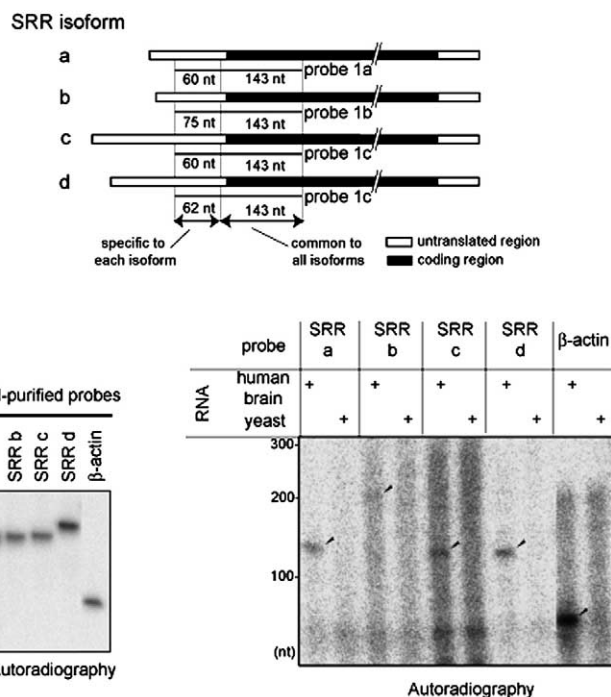 SRR isoform
a
probe 1a
60 nt 143 nt
b
probe 1b
75 nt 143 nt
c
probe 1c
60 nt 143 nt
d
probe 1c
62 nt 143 nt
specific to
each isoform
common to
all isoforms
untranslated region
coding region
l-purified probes
SRR b
SRR c
SRR d
β-actin
Autoradiography
probe SRR a SRR b SRR c SRR d β-actin
RNA
human brain + + + + +
yeast + + + + +
300
200
100
(nt)
Autoradiography